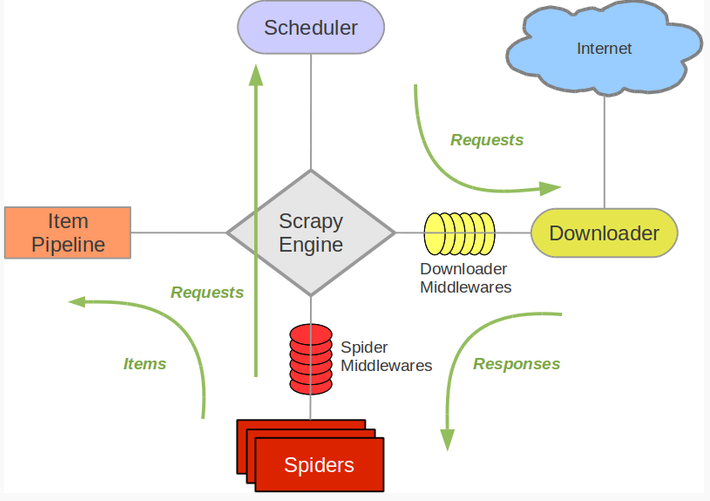 Scheduler
Internet
Requests
Item
Pipeline
Scrapy
Engine
Downloader
Downloader
Middlewares
Requests
Spider
Middlewares
Items
Responses
Spiders